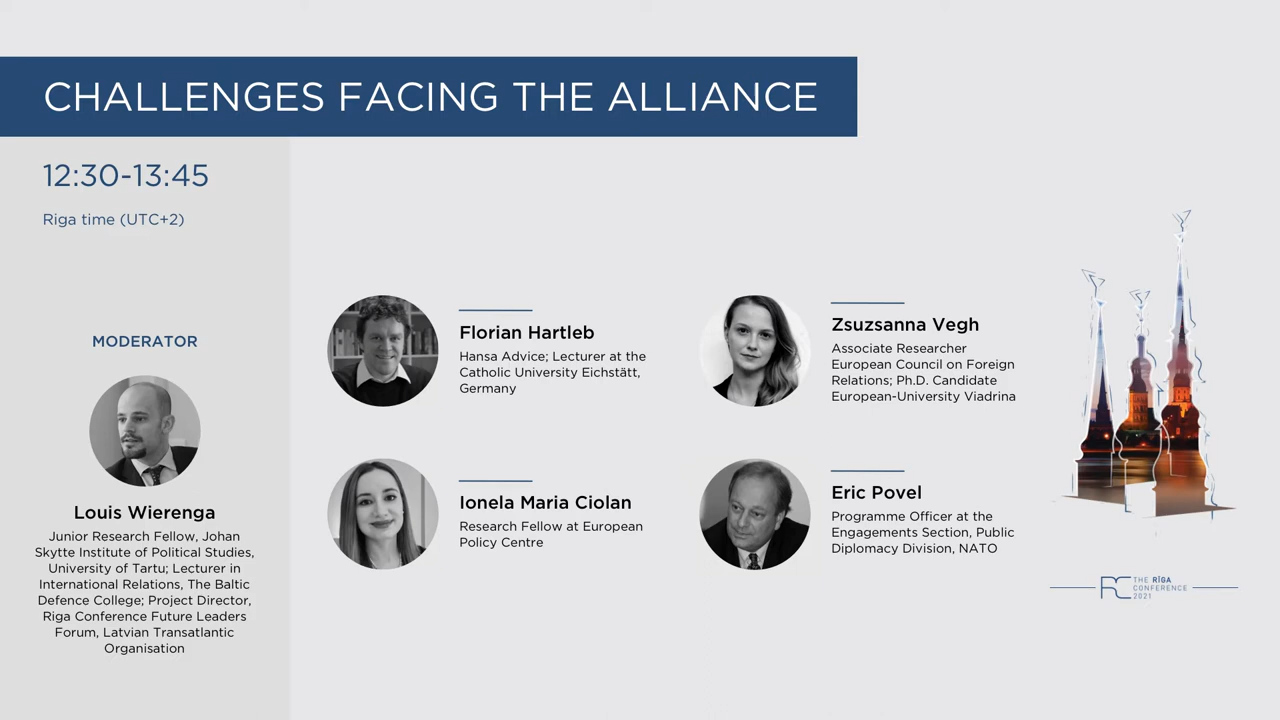 CHALLENGES FACING THE ALLIANCE
12:30-13:45
Riga time (UTC+2)
MODERATOR
Louis Wierenga
Junior Research Fellow, Johan
Skytte Institute of Political Studies,
University of Tartu; Lecturer in
International Relations, The Baltic
Defence College; Project Director,
Riga Conference Future Leaders
Forum, Latvian Transatlantic
Organisation
Florian Hartleb
Hansa Advice; Lecturer at the
Catholic University Eichstätt,
Germany
Zsuzsanna Vegh
Associate Researcher
European Council on Foreign
Relations; Ph.D. Candidate
European-University Viadrina
Ionela Maria Ciolan
Research Fellow at European
Policy Centre
Eric Povel
Programme Officer at the
Engagements Section, Public
Diplomacy Division, NATO
RC
THE RĪGA
CONFERENCE
2021